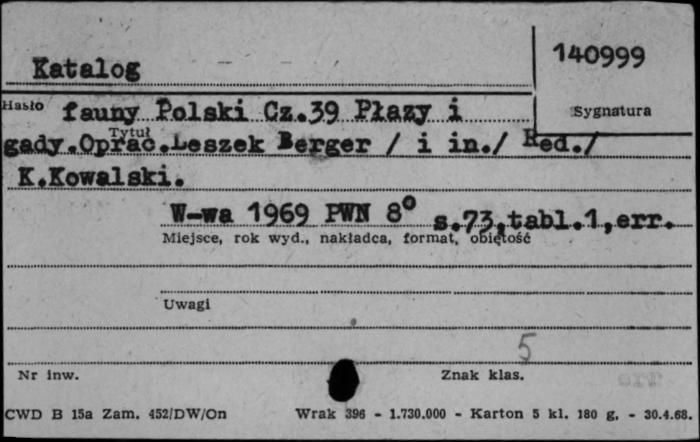 140999
Katalog
Hasło
Sygnatura
fauny Polski Cz.39 Płazy i
Tytuł
gady.Oprac.Leszek Berger / i in./ Red./
K.Kowalski.
W-wa 1969 PWN 8° s.73,tabl.1,err.
Miejsce, rok wyd., nakładca, format, objętość
Uwagi
5
Nr inw.
Znak klas.
CWD B 15a Zam. 452/DW/On Wrak 396 - 1.730.000 - Karton 5 kl. 180 g. - 30.4.68.